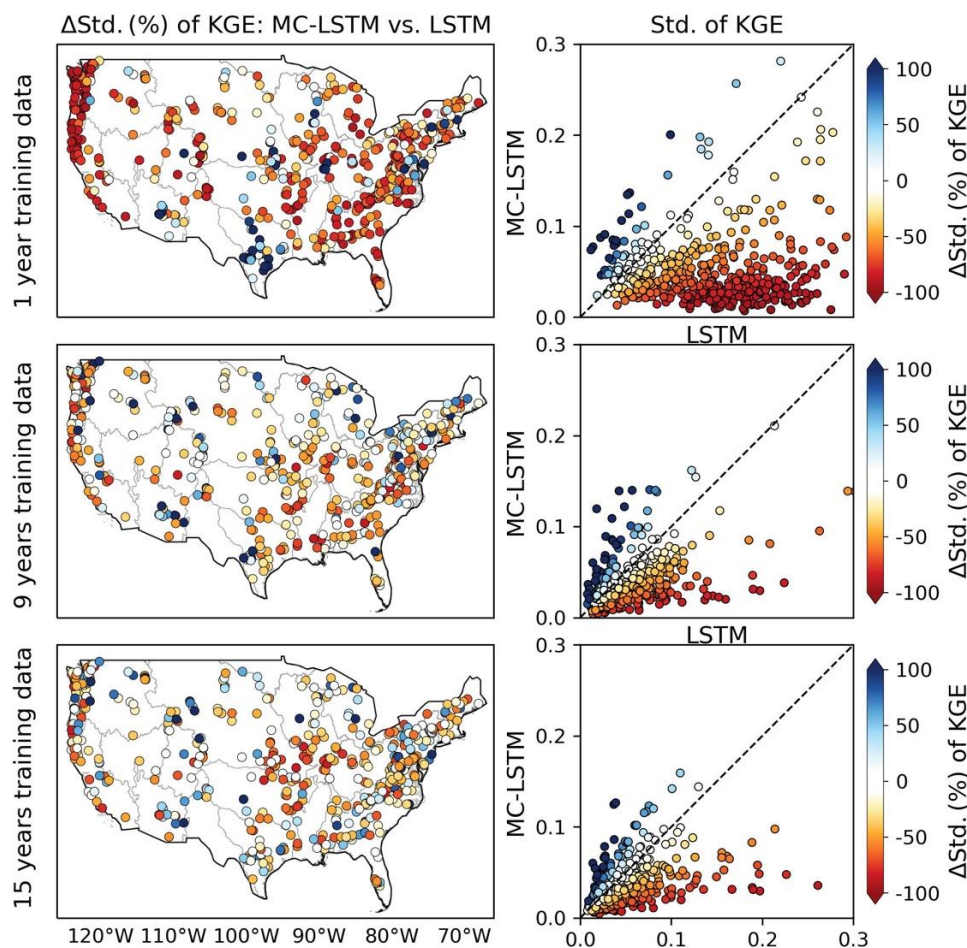 ΔStd. (%) of KGE: MC-LSTM vs. LSTM
Std. of KGE
1 year training data
MC-LSTM
0.3
0.2
0.1
0.0
LSTM
100
50
0
-50
-100
ΔStd. (%) of KGE
9 years training data
MC-LSTM
0.3
0.2
0.1
0.0
LSTM
100
50
0
-50
-100
ΔStd. (%) of KGE
15 years training data
MC-LSTM
0.3
0.2
0.1
0.0
100
50
0
-50
-100
ΔStd. (%) of KGE
120°W 110°W 100°W 90°W 80°W 70°W
0.0 0.1 0.2 0.3